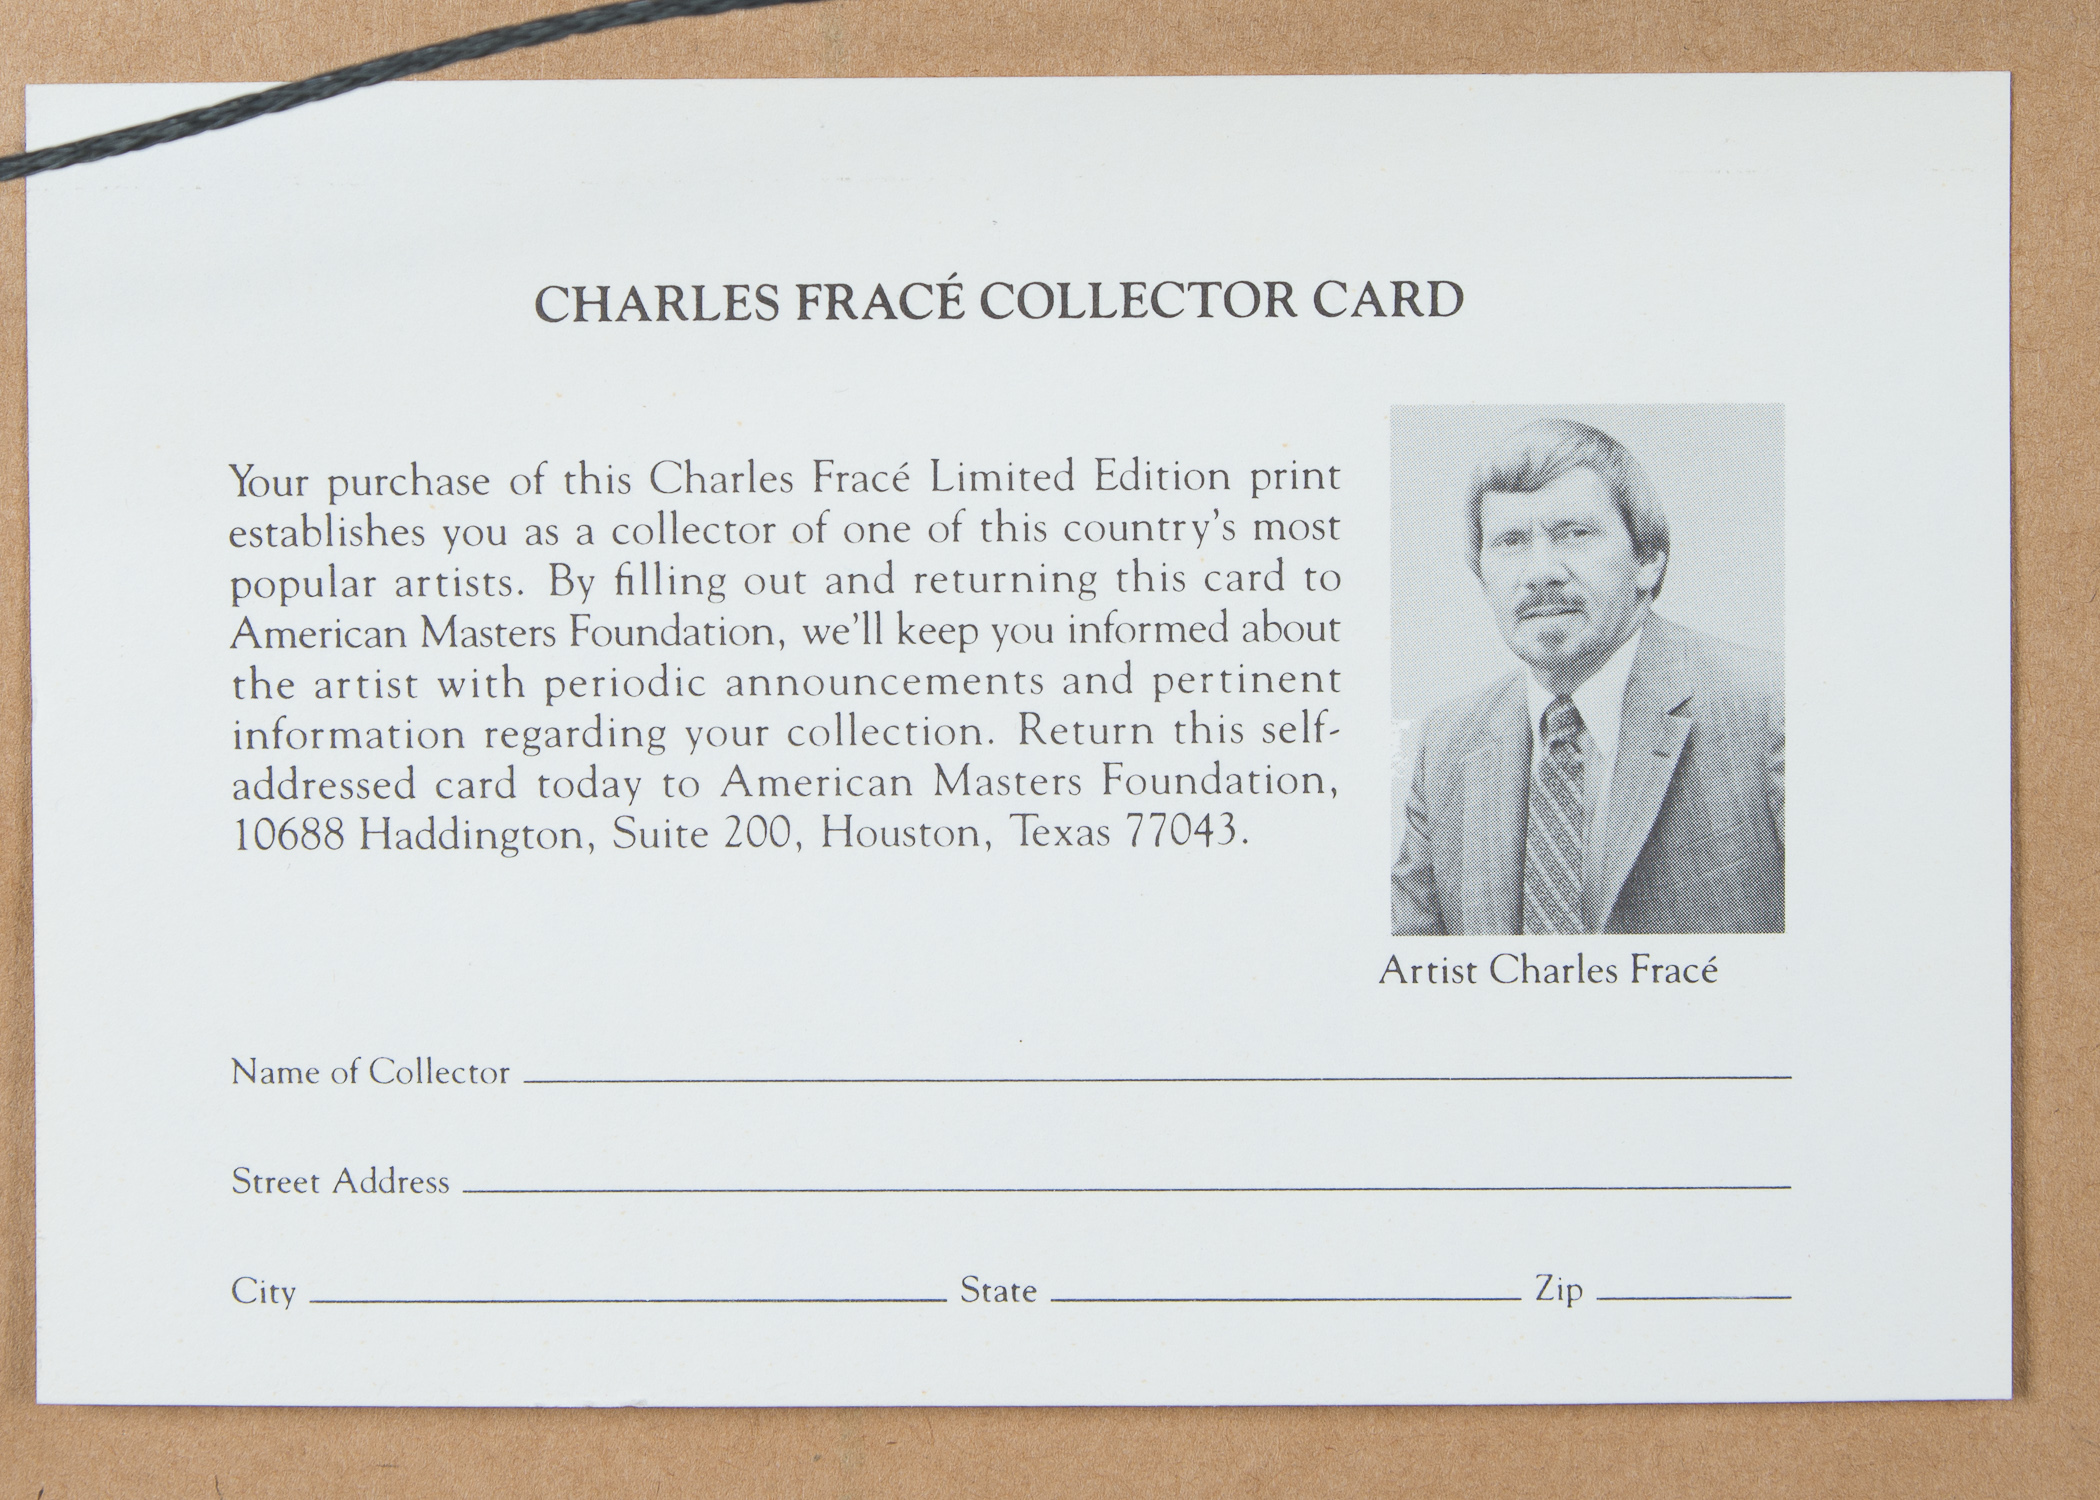 CHARLES FRACÉ COLLECTOR CARD
Your purchase of this Charles Fracé Limited Edition print
establishes you as a collector of one of this country's most
popular artists. By filling out and returning this card to
American Masters Foundation, we'll keep you informed about
the artist with periodic announcements and pertinent
information regarding your collection. Return this self-
addressed card today to American Masters Foundation,
10688 Haddington, Suite 200, Houston, Texas 77043.
Artist Charles Fracé
Name of Collector
Street Address
City State Zip